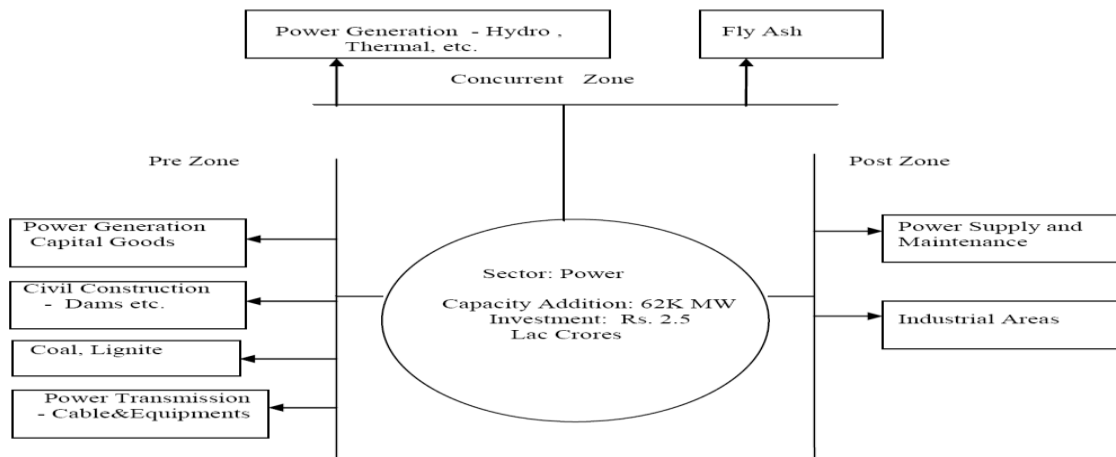 Power Generation - Hydro ,
Thermal, etc.
Fly Ash
Concurrent Zone
Pre Zone
Post Zone
Power Generation
Capital Goods
Civil Construction
- Dams etc.
Coal, Lignite
Power Transmission
- Cable&Equipments
Sector: Power
Capacity Addition: 62K MW
Investment: Rs. 2.5
Lac Crores
Power Supply and
Maintenance
Industrial Areas